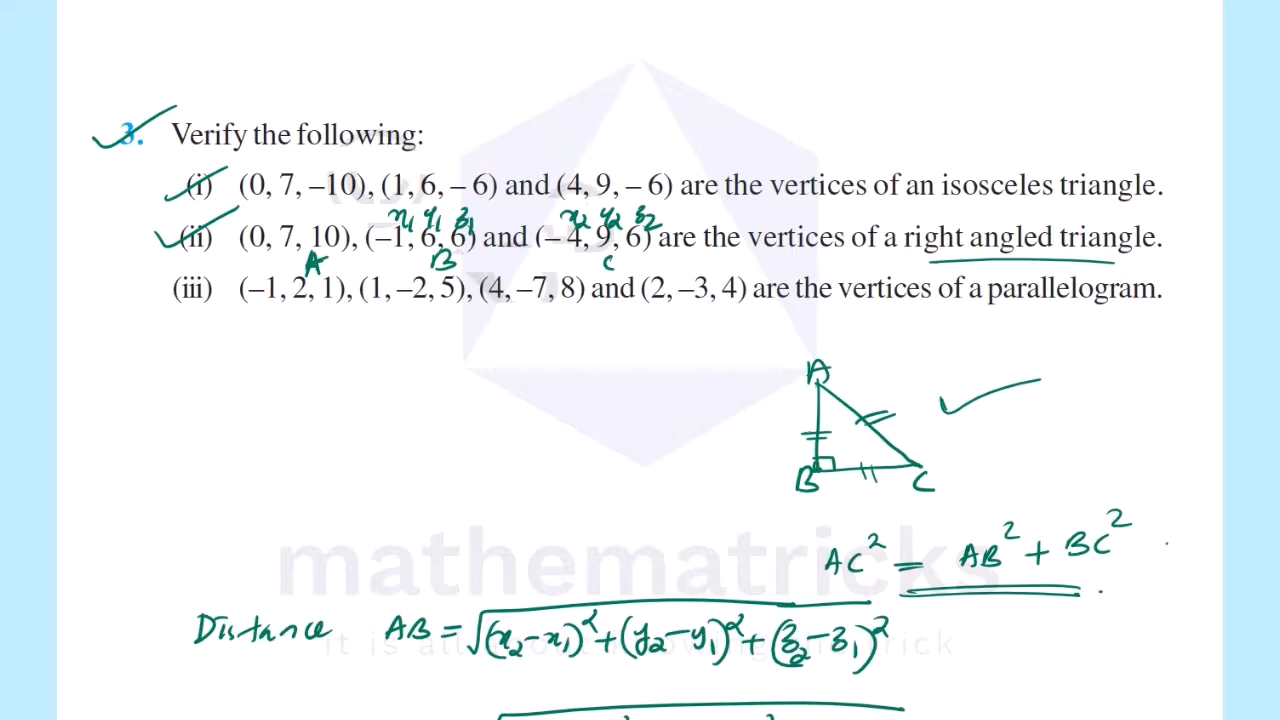 3. Verify the following:
(i) (0, 7, –10), (1, 6, – 6) and (4, 9, – 6) are the vertices of an isosceles triangle.
x₁ y₁ z₁ x₂ y₂ z₂
(ii) (0, 7, 10), (–1, 6, 6) and (– 4, 9, 6) are the vertices of a right angled triangle.
A B C
(iii) (–1, 2, 1), (1, –2, 5), (4, –7, 8) and (2, –3, 4) are the vertices of a parallelogram.
A
B C
mathematricks
AC² = AB² + BC²
Distance AB = √(x₂–x₁)²+(y₂–y₁)²+(z₂–z₁)²